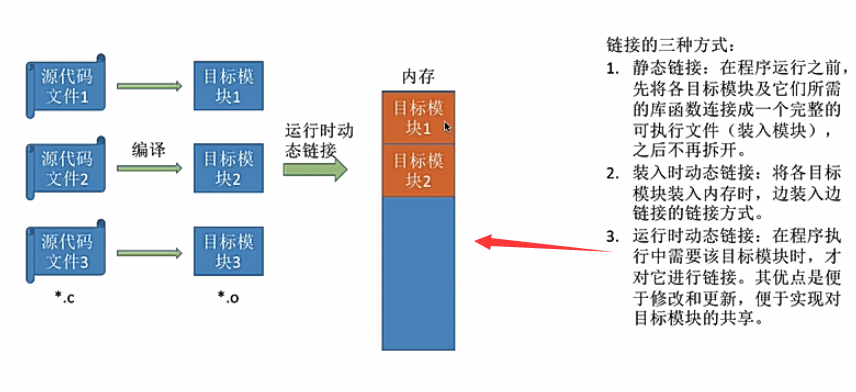 源代码
文件1
目标模
块1
源代码
文件2
编译
目标模
块2
源代码
文件3
目标模
块3
*.c
*.o
运行时动
态链接
内存
目标模
块1
目标模
块2
链接的三种方式：
1. 静态链接：在程序运行之前，
先将各目标模块及它们所需
的库函数连接成一个完整的
可执行文件（装入模块），
之后不再拆开。
2. 装入时动态链接：将各目标
模块装入内存时，边装入边
链接的链接方式。
3. 运行时动态链接：在程序执
行中需要该目标模块时，才
对它进行链接。其优点是便
于修改和更新，便于实现对
目标模块的共享。